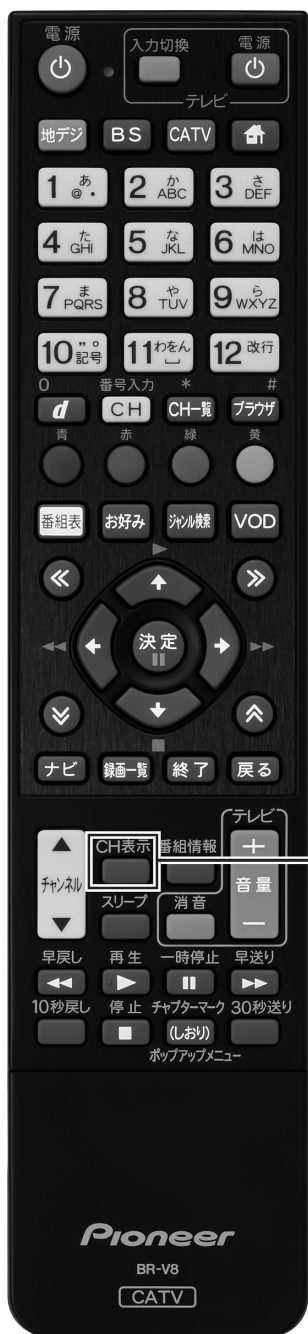 電源
入力切換 電源
テレビ
地デジ BS CATV
1 あ @. 2 か ABC 3 さ DEF
4 た GHI 5 な JKL 6 は MNO
7 ま PQRS 8 や TUV 9 ら WXYZ
10 ゛゜ 記号 11 わをん 12 改行
0 番号入力 * #
d CH CH一覧 ブラウザ
青 赤 緑 黄
番組表 お好み ジャンル検索 VOD
決定
ナビ 録画一覧 終了 戻る
テレビ
CH表示 番組情報 +
チャンネル 音量
スリープ 消音 −
早戻し 再生 一時停止 早送り
10秒戻し 停止 チャプターマーク 30秒送り
(しおり)
ポップアップメニュー
Pioneer
BR-V8
CATV